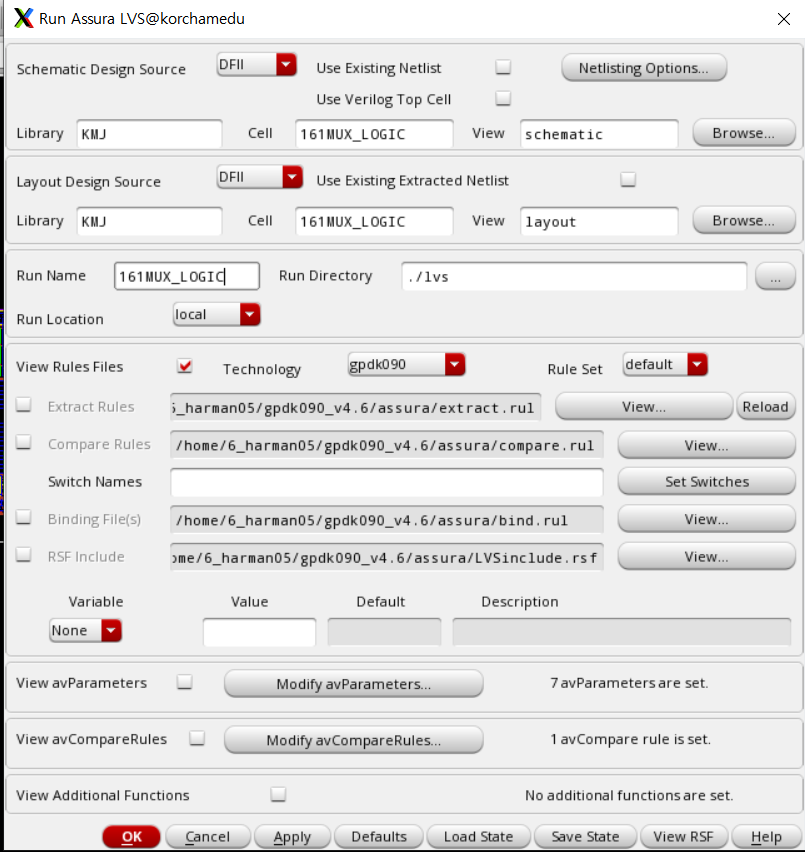 Run Assura LVS@korchamedu
Schematic Design Source DFII Use Existing Netlist Netlisting Options...
Use Verilog Top Cell
Library KMJ Cell 161MUX_LOGIC View schematic Browse...
Layout Design Source DFII Use Existing Extracted Netlist
Library KMJ Cell 161MUX_LOGIC View layout Browse...
Run Name 161MUX_LOGIC Run Directory ./lvs ...
Run Location local
View Rules Files Technology gpdk090 Rule Set default
Extract Rules 6_harman05/gpdk090_v4.6/assura/extract.rul View... Reload
Compare Rules /home/6_harman05/gpdk090_v4.6/assura/compare.rul View...
Switch Names Set Switches
Binding File(s) /home/6_harman05/gpdk090_v4.6/assura/bind.rul View...
RSF Include ome/6_harman05/gpdk090_v4.6/assura/LVSinclude.rsf View...
Variable Value Default Description
None
View avParameters Modify avParameters... 7 avParameters are set.
View avCompareRules Modify avCompareRules... 1 avCompare rule is set.
View Additional Functions No additional functions are set.
OK Cancel Apply Defaults Load State Save State View RSF Help